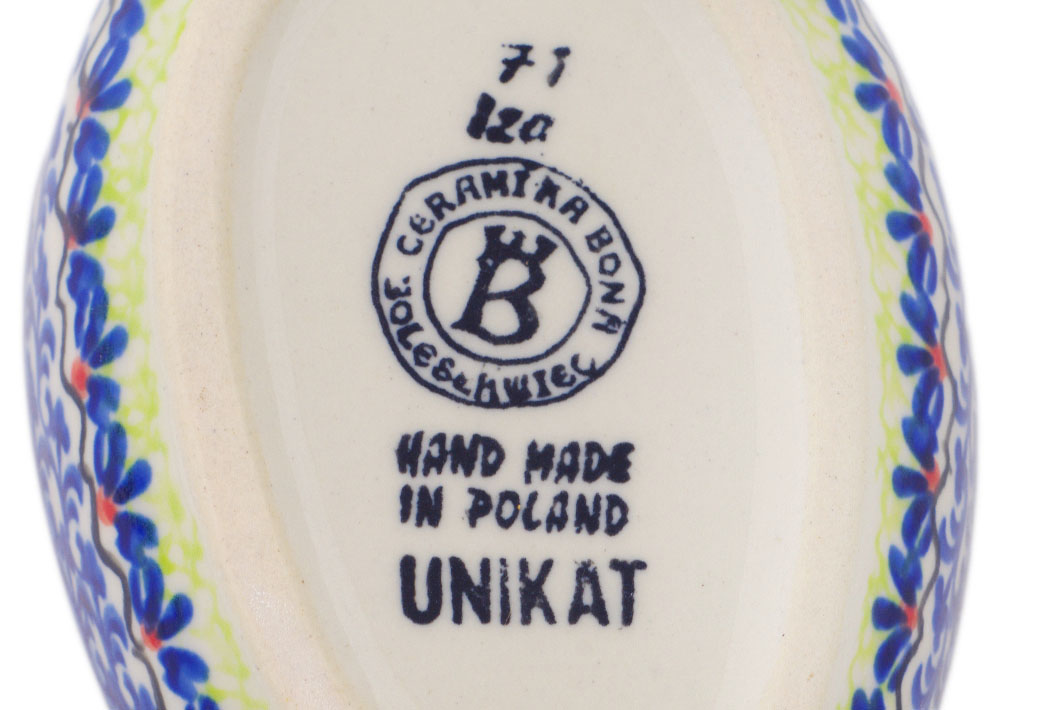 71
Iza
CERAMIKA BONA
B
BOLESŁAWIEC
HAND MADE
IN POLAND
UNIKAT